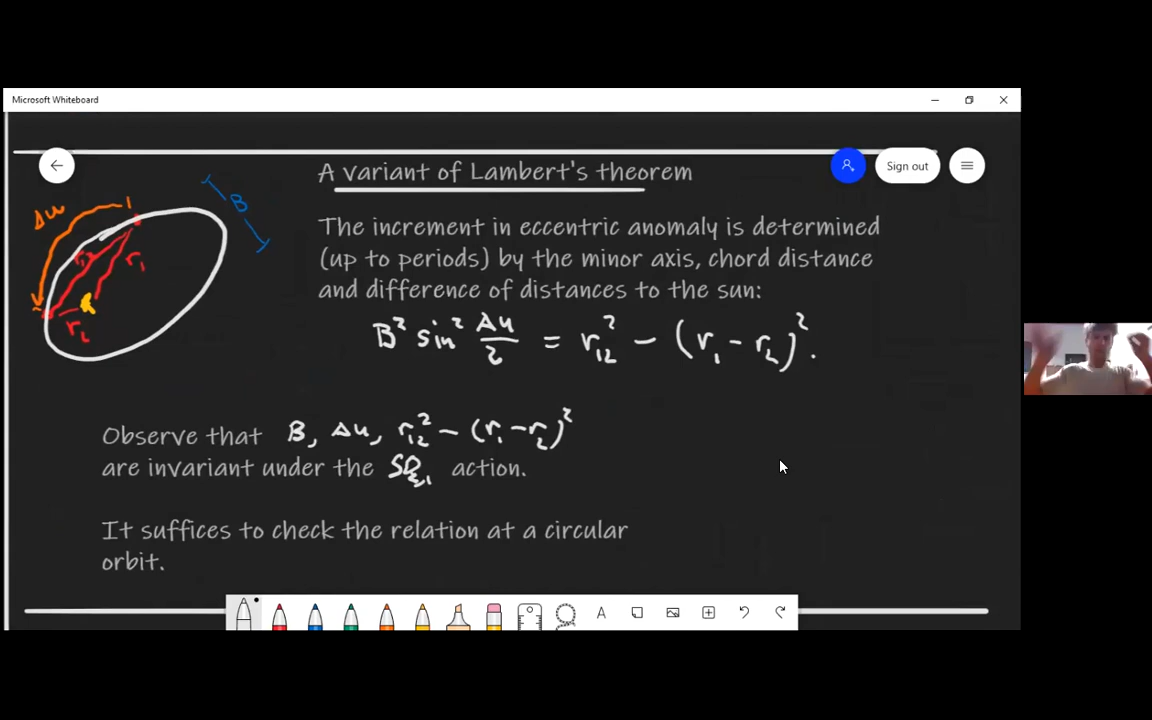 Microsoft Whiteboard
Sign out
A variant of Lambert's theorem
Δu
B
r₁
r₂
The increment in eccentric anomaly is determined
(up to periods) by the minor axis, chord distance
and difference of distances to the sun:
B² sin² Δu/2 = r₁₂² − (r₁ − r₂)².
Observe that B, Δu, r₁₂² − (r₁ − r₂)²
are invariant under the SO₂,₁ action.
It suffices to check the relation at a circular
orbit.
A